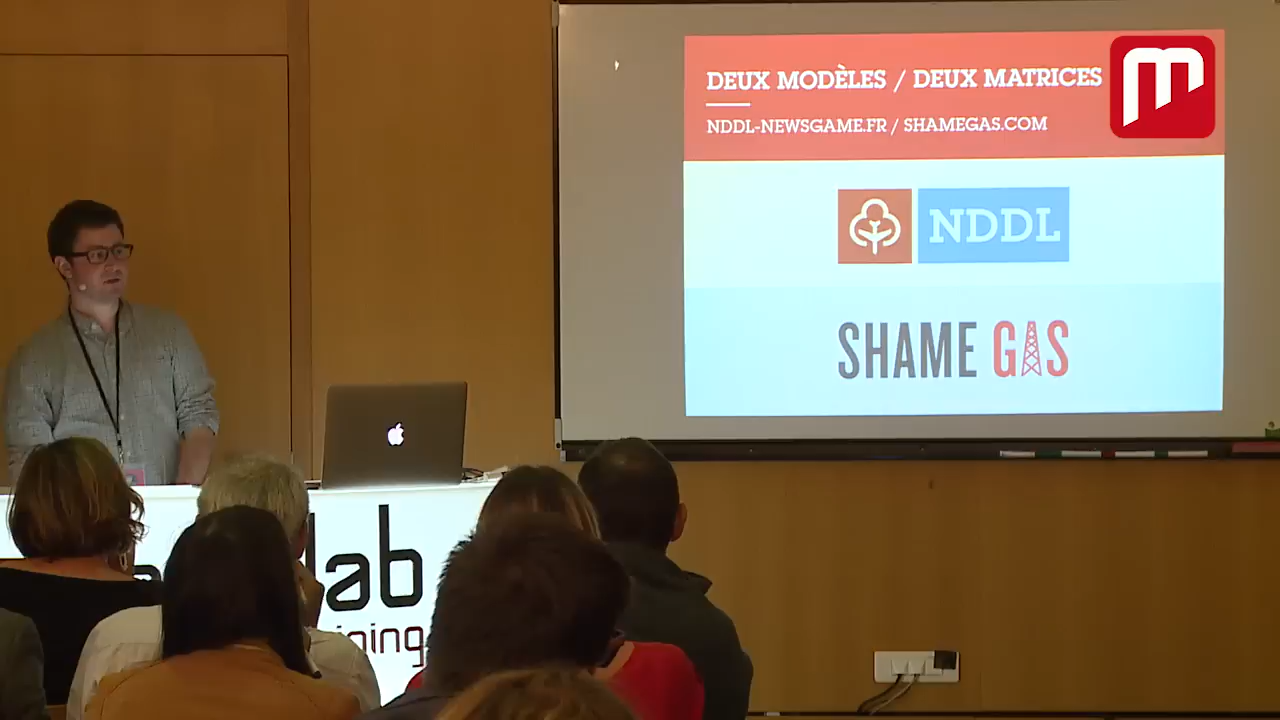 DEUX MODÈLES / DEUX MATRICES
NDDL-NEWSGAME.FR / SHAMEGAS.COM
NDDL
SHAME GAS
lab